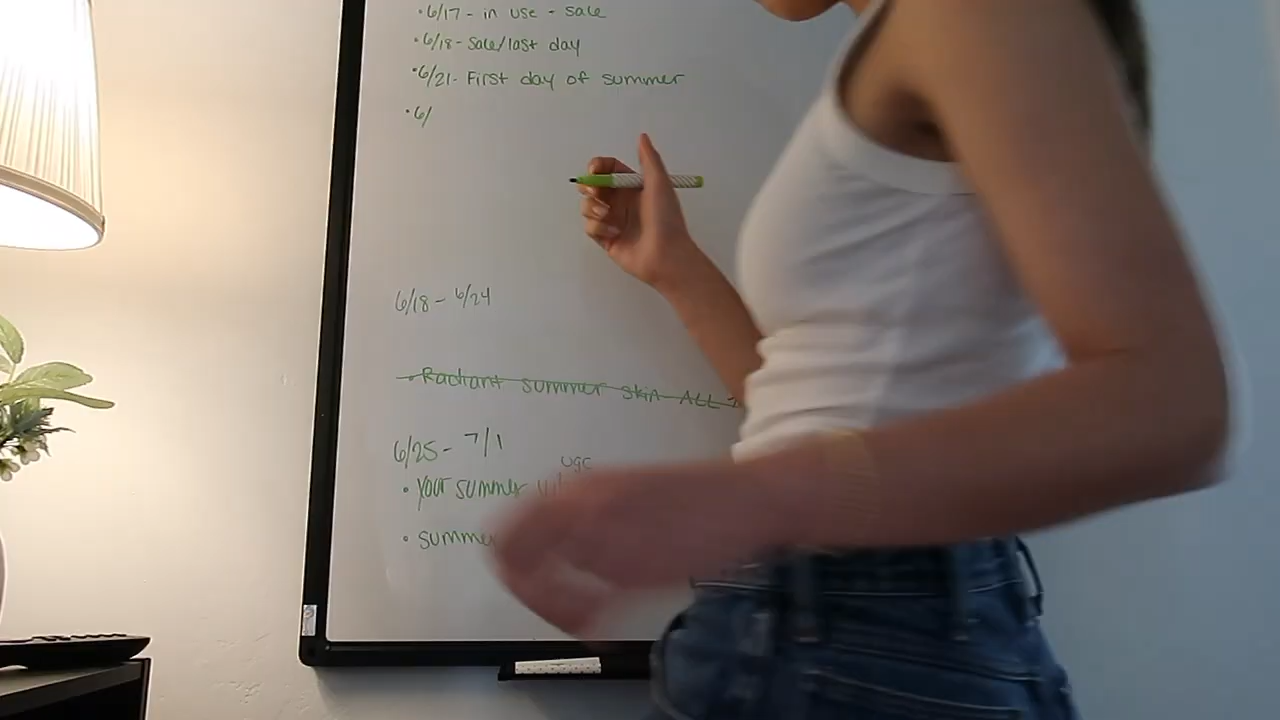 • 6/17 - in use - sale
• 6/18 - Sale/last day
• 6/21 - First day of summer
• 6/
6/18 - 6/24
• Radiant summer skin ALL
6/25 - 7/1
UGC
• Your summer
• summer